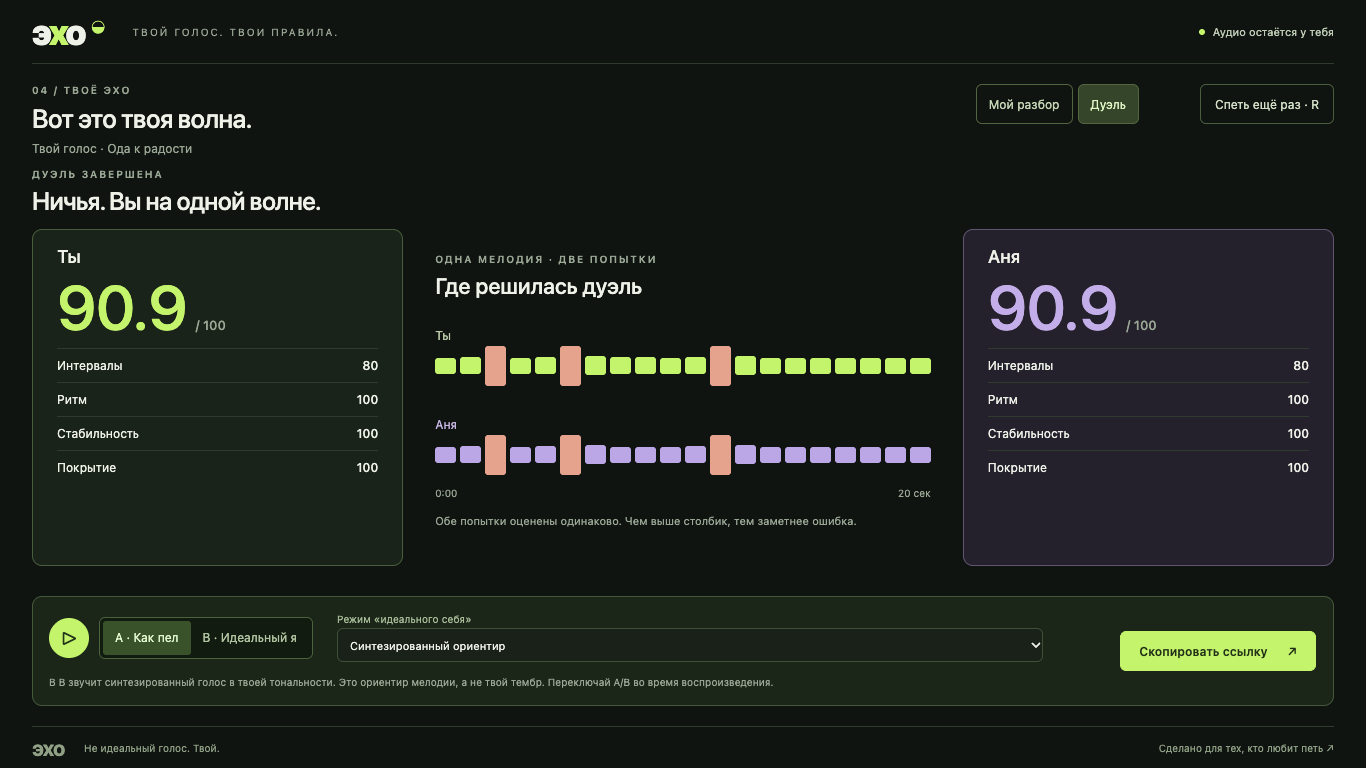 ЭХО
ТВОЙ ГОЛОС. ТВОИ ПРАВИЛА.
Аудио остаётся у тебя
04 / ТВОЁ ЭХО
Вот это твоя волна.
Твой голос · Ода к радости
Мой разбор
Дуэль
Спеть ещё раз · R
ДУЭЛЬ ЗАВЕРШЕНА
Ничья. Вы на одной волне.
Ты
90.9 / 100
Интервалы 80
Ритм 100
Стабильность 100
Покрытие 100
ОДНА МЕЛОДИЯ · ДВЕ ПОПЫТКИ
Где решилась дуэль
Ты
Аня
0:00 20 сек
Обе попытки оценены одинаково. Чем выше столбик, тем заметнее ошибка.
Аня
90.9 / 100
Интервалы 80
Ритм 100
Стабильность 100
Покрытие 100
A · Как пел
B · Идеальный я
Режим «идеального себя»
Синтезированный ориентир
Скопировать ссылку ↗
В B звучит синтезированный голос в твоей тональности. Это ориентир мелодии, а не твой тембр. Переключай A/B во время воспроизведения.
ЭХО
Не идеальный голос. Твой.
Сделано для тех, кто любит петь ↗